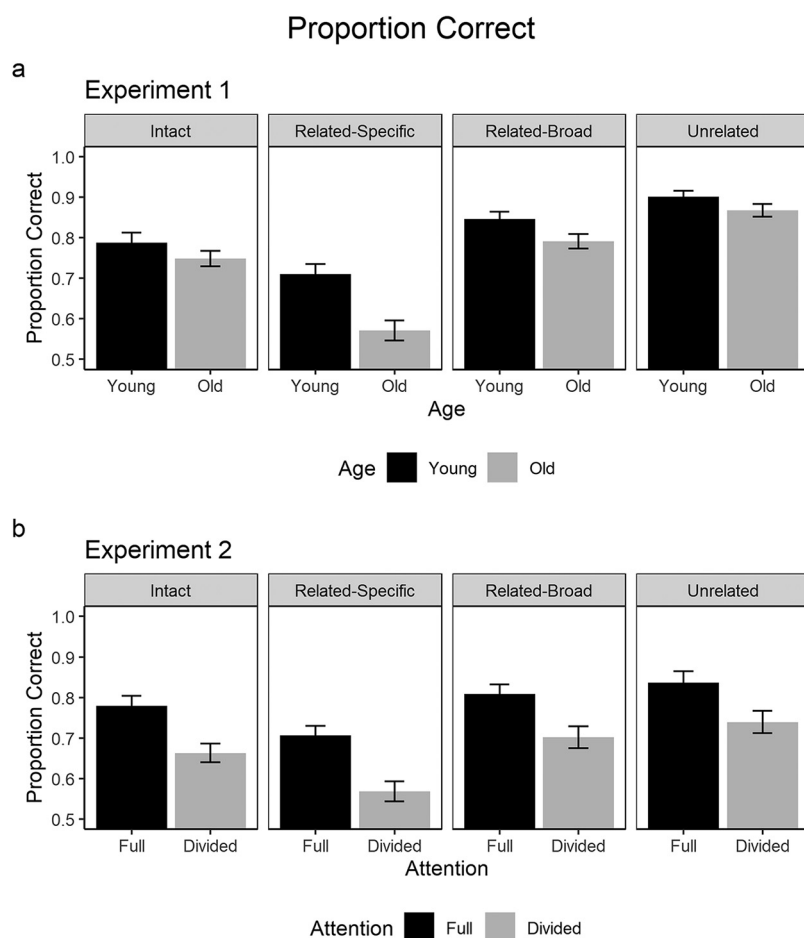 Proportion Correct
a
Experiment 1
Intact Related-Specific Related-Broad Unrelated
Proportion Correct
1.0
0.9
0.8
0.7
0.6
0.5
Young Old Young Old Young Old Young Old
Age
Age Young Old
b
Experiment 2
Intact Related-Specific Related-Broad Unrelated
Proportion Correct
1.0
0.9
0.8
0.7
0.6
0.5
Full Divided Full Divided Full Divided Full Divided
Attention
Attention Full Divided